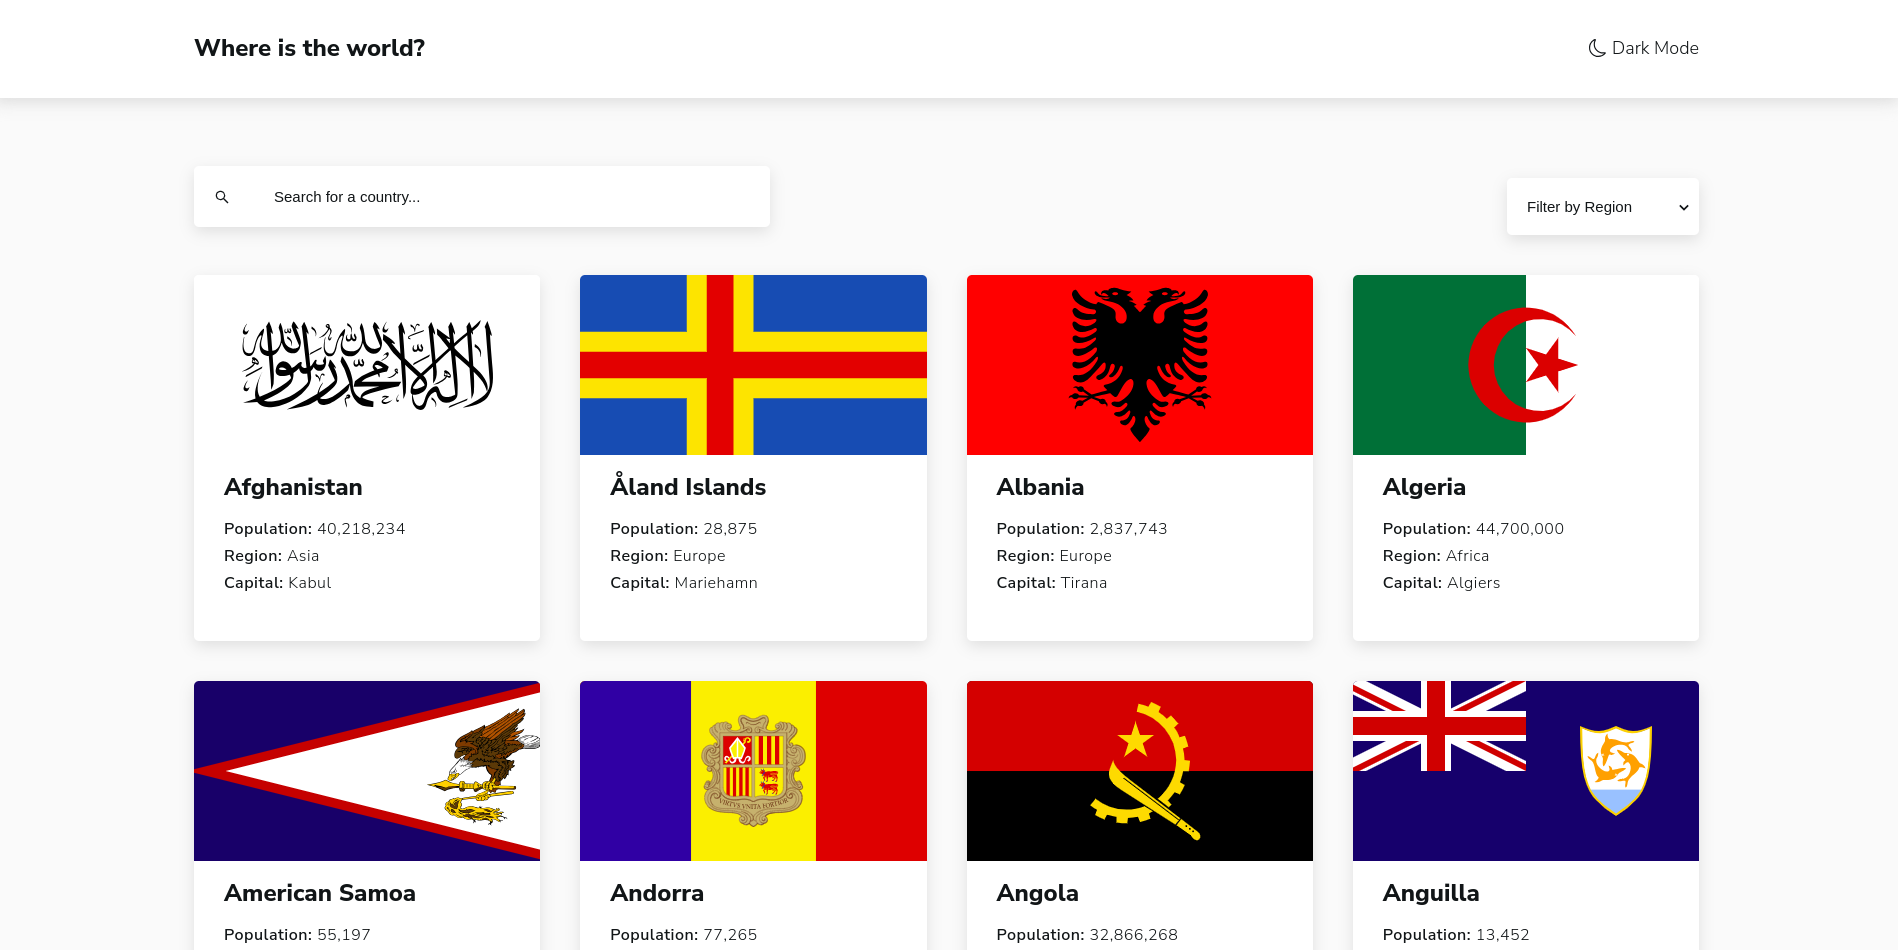 Where is the world?
Dark Mode
Search for a country...
Filter by Region
لا إله إلا الله محمد رسول الله
Afghanistan
Population: 40,218,234
Region: Asia
Capital: Kabul
Åland Islands
Population: 28,875
Region: Europe
Capital: Mariehamn
Albania
Population: 2,837,743
Region: Europe
Capital: Tirana
Algeria
Population: 44,700,000
Region: Africa
Capital: Algiers
American Samoa
Population: 55,197
VIRTVS VNITA FORTIOR
Andorra
Population: 77,265
Angola
Population: 32,866,268
Anguilla
Population: 13,452